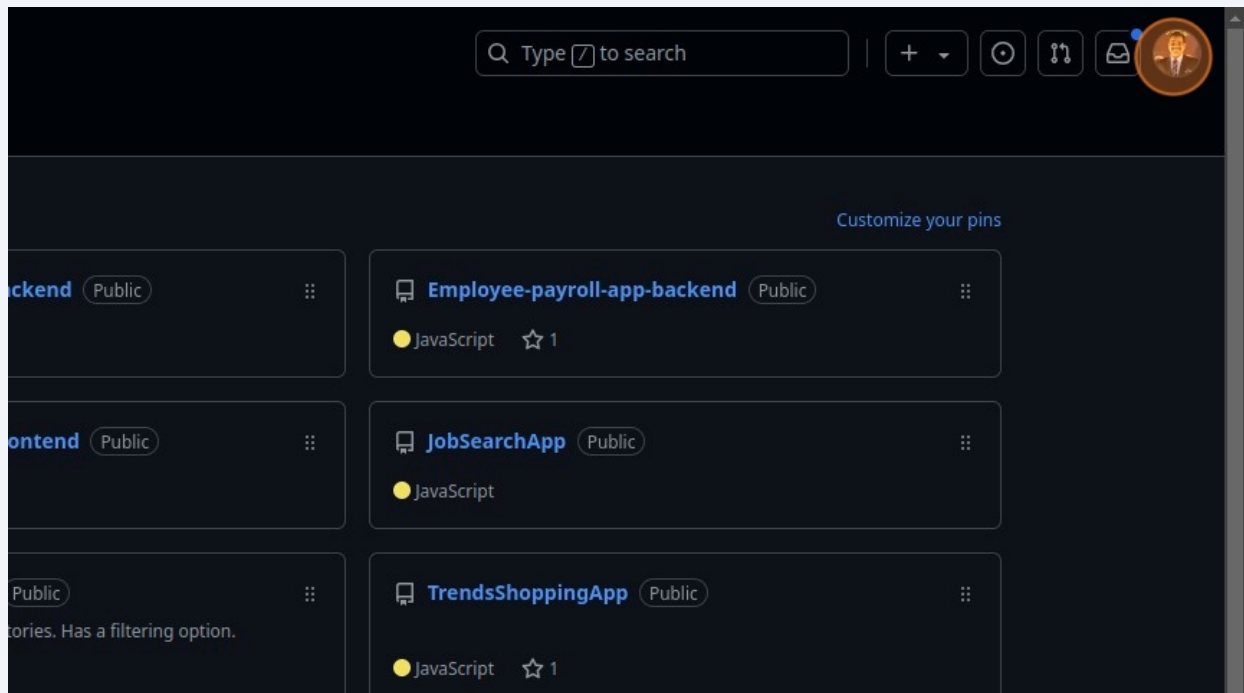 Type / to search
Customize your pins
ckend Public
Employee-payroll-app-backend Public
JavaScript 1
ontend Public
JobSearchApp Public
JavaScript
Public
tories. Has a filtering option.
TrendsShoppingApp Public
JavaScript 1